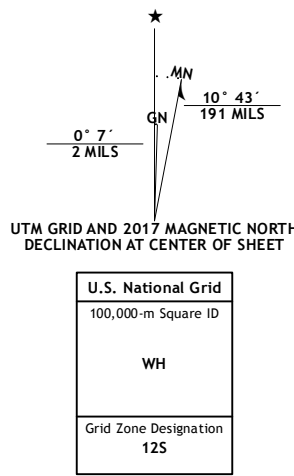 MN
GN
10° 43´
191 MILS
0° 7´
2 MILS
UTM GRID AND 2017 MAGNETIC NORTH
DECLINATION AT CENTER OF SHEET
U.S. National Grid
100,000-m Square ID
WH
Grid Zone Designation
12S